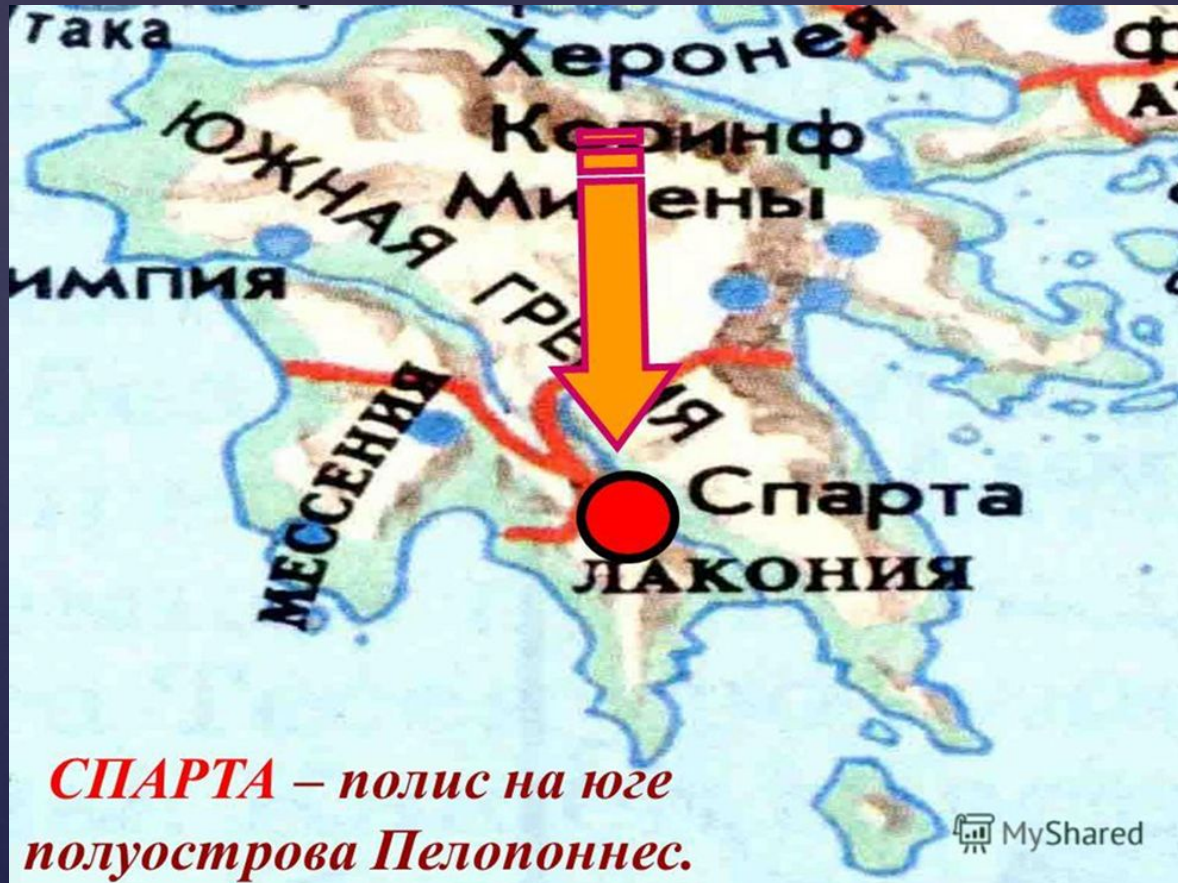 така
Херонея
Ф
Коринф
А
Микены
ЮЖНАЯ ГРЕЦИЯ
ИМПИЯ
МЕССЕНИЯ
Спарта
ЛАКОНИЯ
СПАРТА – полис на юге
полуострова Пелопоннес.
MyShared